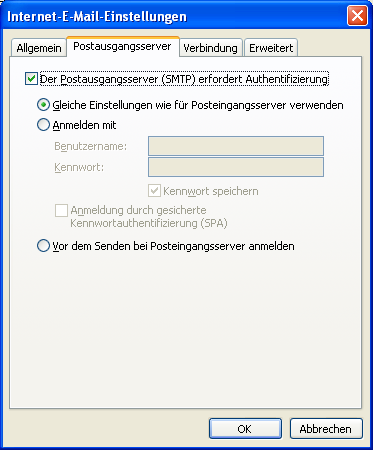 Internet-E-Mail-Einstellungen
Allgemein Postausgangsserver Verbindung Erweitert
Der Postausgangsserver (SMTP) erfordert Authentifizierung
Gleiche Einstellungen wie für Posteingangsserver verwenden
Anmelden mit
Benutzername:
Kennwort:
Kennwort speichern
Anmeldung durch gesicherte
Kennwortauthentifizierung (SPA)
Vor dem Senden bei Posteingangsserver anmelden
OK Abbrechen